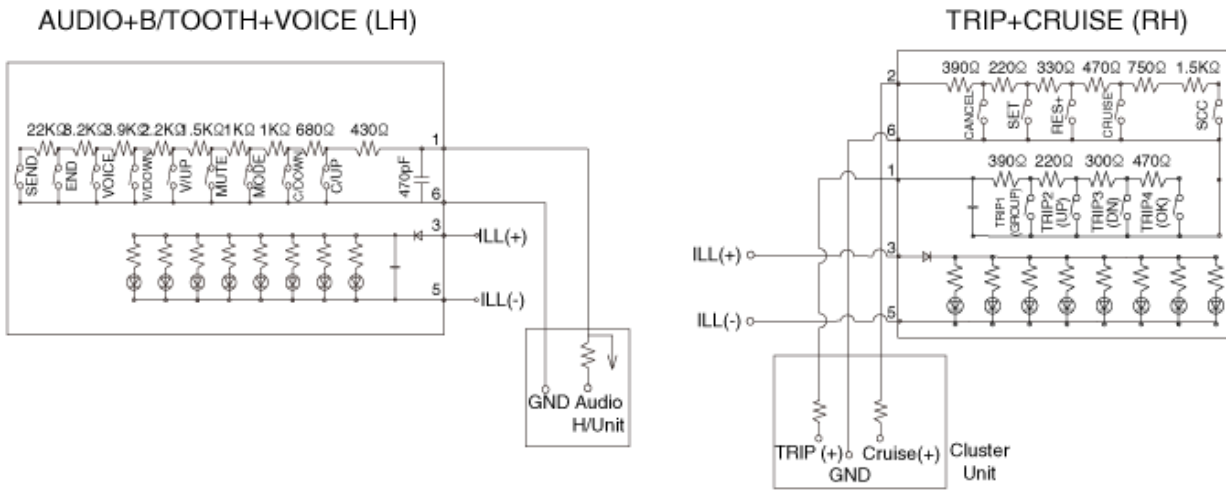 AUDIO+B/TOOTH+VOICE (LH)
22KΩ 8.2KΩ 3.9KΩ 2.2KΩ 1.5KΩ 1KΩ 1KΩ 680Ω 430Ω
1
SEND
END
VOICE
V/DOWN
V/UP
MUTE
MODE
C/DOWN
C/UP
470pF
6
3
ILL(+)
5
ILL(-)
GND Audio
H/Unit
TRIP+CRUISE (RH)
390Ω 220Ω 330Ω 470Ω 750Ω 1.5KΩ
2
CANCEL
SET
RES+
CRUISE
SCC
6
390Ω 220Ω 300Ω 470Ω
1
TRIP1
(GROUP)
TRIP2
(UP)
TRIP3
(DN)
TRIP4
(OK)
ILL(+)
3
ILL(-)
5
TRIP (+)
GND
Cruise(+)
Cluster
Unit